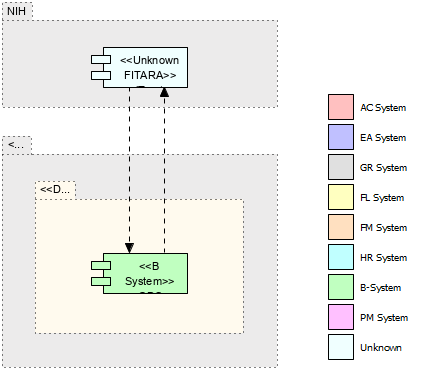 NIH
<<Unknown
FITARA>>
<...
<<D...
<<B
System>>
AC System
EA System
GR System
FL System
FM System
HR System
B-System
PM System
Unknown